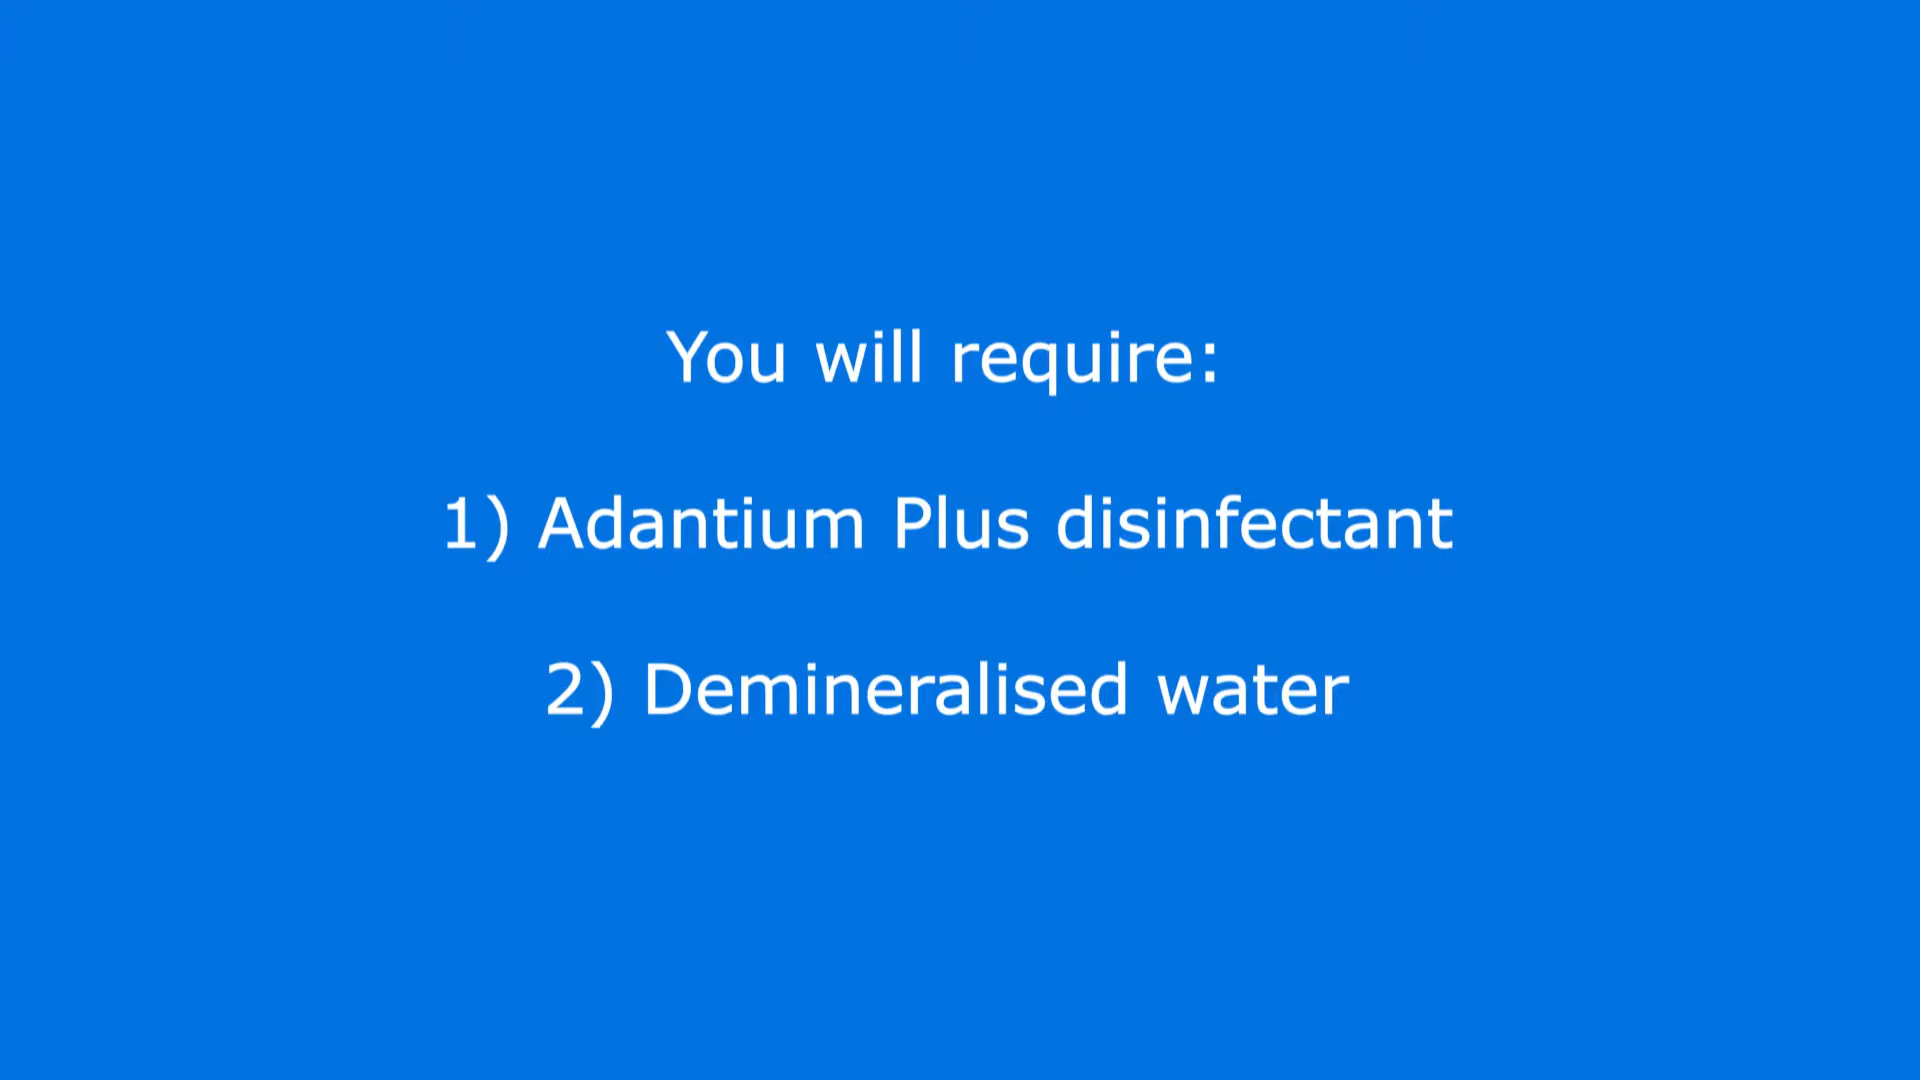 You will require:
1) Adantium Plus disinfectant
2) Demineralised water